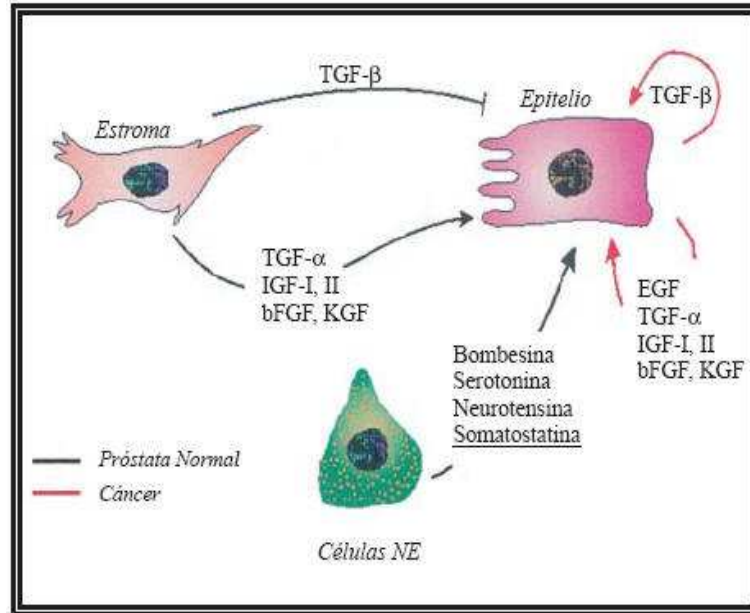 TGF-β
Estroma
Epitelio
TGF-β
TGF-α
IGF-I, II
bFGF, KGF
EGF
TGF-α
IGF-I, II
bFGF, KGF
Bombesina
Serotonina
Neurotensina
Somatostatina
Próstata Normal
Cáncer
Células NE